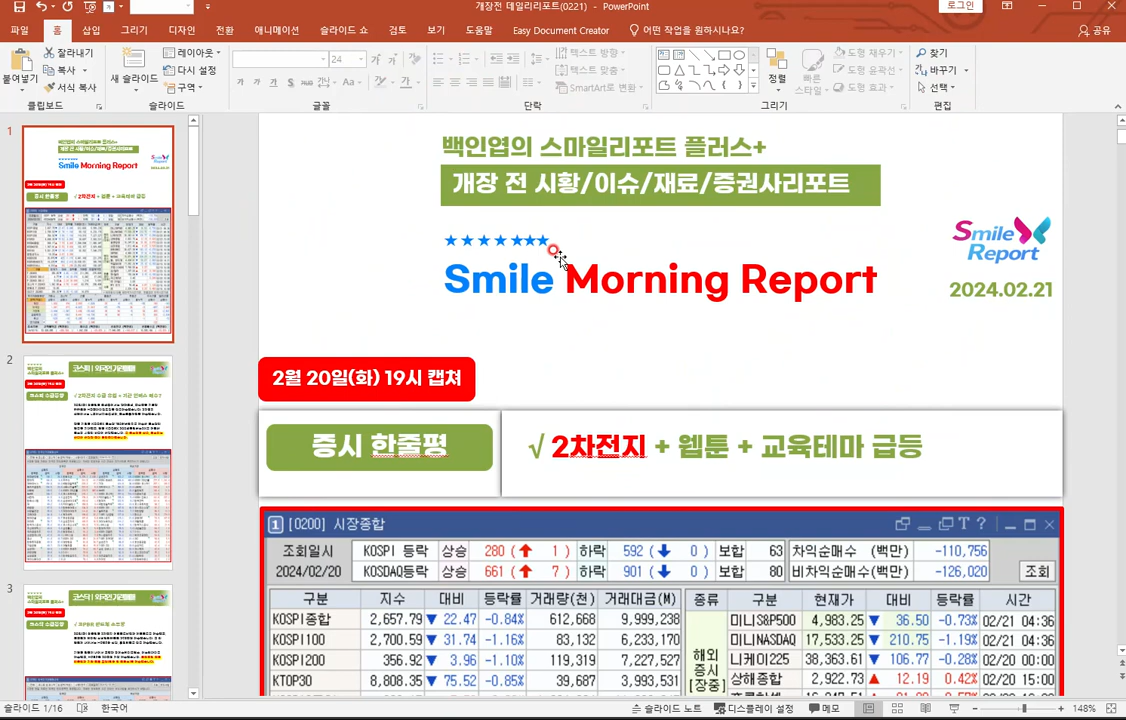 개장전 데일리리포트(0221) - PowerPoint
로그인
파일 홈 삽입 그리기 디자인 전환 애니메이션 슬라이드 쇼 검토 보기 도움말 Easy Document Creator 어떤 작업을 원하시나요? 공유
붙여넣기
잘라내기
복사
서식 복사
클립보드
새 슬라이드
레이아웃
다시 설정
구역
슬라이드
24
글꼴
텍스트 방향
텍스트 맞춤
SmartArt로 변환
단락
정렬
빠른 스타일
도형 채우기
도형 윤곽선
도형 효과
그리기
찾기
바꾸기
선택
편집
1
2
3
백인엽의 스마일리포트 플러스+
개장 전 시황/이슈/재료/증권사리포트
★★★★★★★
Smile Morning Report
Smile Report
2024.02.21
2월 20일(화) 19시 캡쳐
증시 한줄평
√ 2차전지 + 웹툰 + 교육테마 급등
1 [0200] 시장종합
조회일시 KOSPI 등락 상승 280 ( 1 ) 하락 592 ( 0 ) 보합 63 차익순매수 (백만) -110,756
2024/02/20 KOSDAQ등락 상승 661 ( 7 ) 하락 901 ( 0 ) 보합 80 비차익순매수(백만) -126,020 조회
구분 지수 대비 등락률 거래량(천) 거래대금(M) 종류 구분 현재가 대비 등락률 시간
KOSPI종합 2,657.79 ▼ 22.47 -0.84% 612,668 9,999,238 미니S&P500 4,983.25 ▼ 36.50 -0.73% 02/21 04:36
KOSPI100 2,700.59 ▼ 31.74 -1.16% 83,132 6,233,170 미니NASDAQ 17,533.25 ▼ 210.75 -1.19% 02/21 04:36
KOSPI200 356.92 ▼ 3.96 -1.10% 119,319 7,227,527 니케이225 38,363.61 ▼ 106.77 -0.28% 02/20 00:00
KTOP30 8,808.35 ▼ 75.52 -0.85% 39,687 3,993,531 상해종합 2,922.73 ▲ 12.19 0.42% 02/20 15:00
해외
증시
[장중]
슬라이드 1/16 한국어 슬라이드 노트 디스플레이 설정 메모 148%